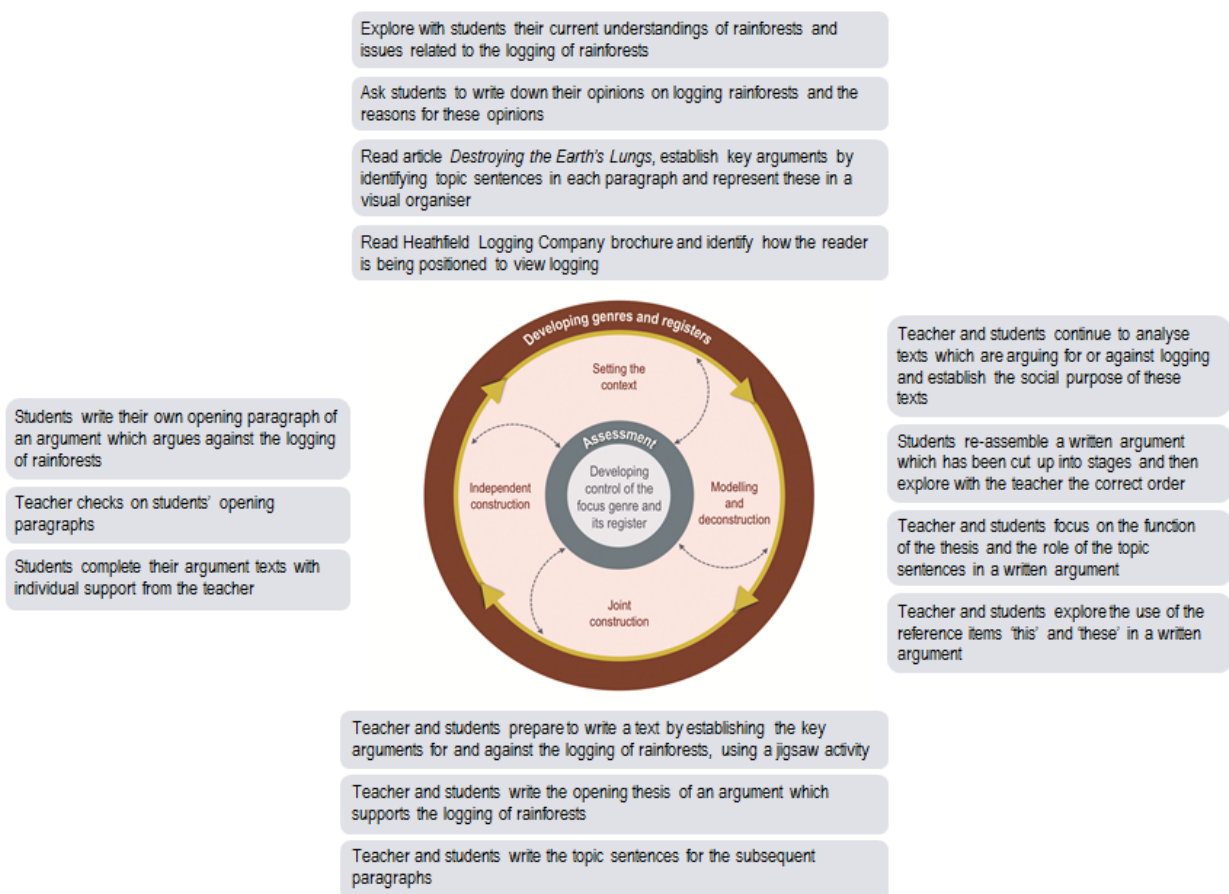 Explore with students their current understandings of rainforests and
issues related to the logging of rainforests
Ask students to write down their opinions on logging rainforests and the
reasons for these opinions
Read article Destroying the Earth's Lungs, establish key arguments by
identifying topic sentences in each paragraph and represent these in a
visual organiser
Read Heathfield Logging Company brochure and identify how the reader
is being positioned to view logging
Developing genres and registers
Setting the
context
Modelling
and
deconstruction
Joint
construction
Independent
construction
Assessment
Developing
control of the
focus genre and
its register
Teacher and students continue to analyse
texts which are arguing for or against logging
and establish the social purpose of these
texts
Students re-assemble a written argument
which has been cut up into stages and then
explore with the teacher the correct order
Teacher and students focus on the function
of the thesis and the role of the topic
sentences in a written argument
Teacher and students explore the use of the
reference items 'this' and 'these' in a written
argument
Teacher and students prepare to write a text by establishing the key
arguments for and against the logging of rainforests, using a jigsaw activity
Teacher and students write the opening thesis of an argument which
supports the logging of rainforests
Teacher and students write the topic sentences for the subsequent
paragraphs
Students write their own opening paragraph of
an argument which argues against the logging
of rainforests
Teacher checks on students' opening
paragraphs
Students complete their argument texts with
individual support from the teacher